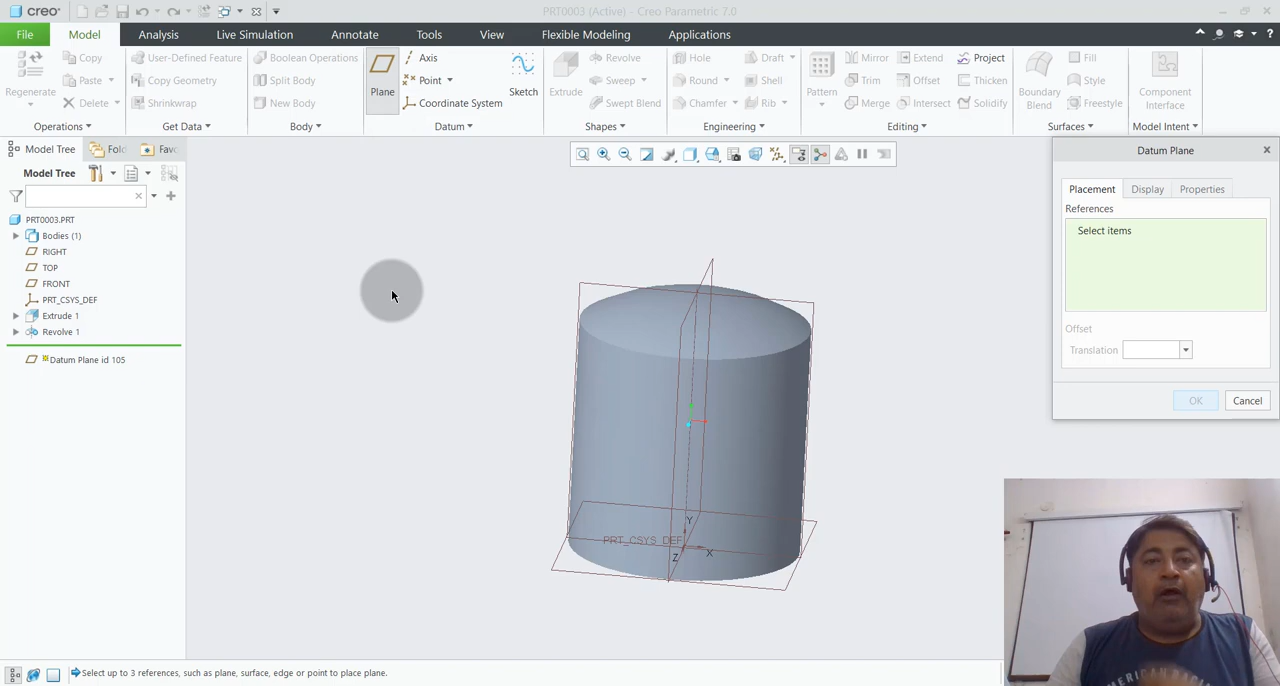 creo PRT0003 (Active) - Creo Parametric 7.0
File Model Analysis Live Simulation Annotate Tools View Flexible Modeling Applications
Regenerate Copy Paste Delete Operations
User-Defined Feature Copy Geometry Shrinkwrap Get Data
Boolean Operations Split Body New Body Body
Plane Axis Point Coordinate System Sketch Datum
Extrude Revolve Sweep Swept Blend Shapes
Hole Round Chamfer Draft Shell Rib Engineering
Pattern Mirror Trim Merge Extend Offset Intersect Project Thicken Solidify Editing
Boundary Blend Fill Style Freestyle Surfaces
Component Interface Model Intent
Model Tree Fold Favc
Model Tree
PRT0003.PRT
Bodies (1)
RIGHT
TOP
FRONT
PRT_CSYS_DEF
Extrude 1
Revolve 1
Datum Plane id 105
Y
PRT_CSYS_DEF
Z
X
Datum Plane
Placement Display Properties
References
Select items
Offset
Translation
OK Cancel
AMERICAN
Select up to 3 references, such as plane, surface, edge or point to place plane.